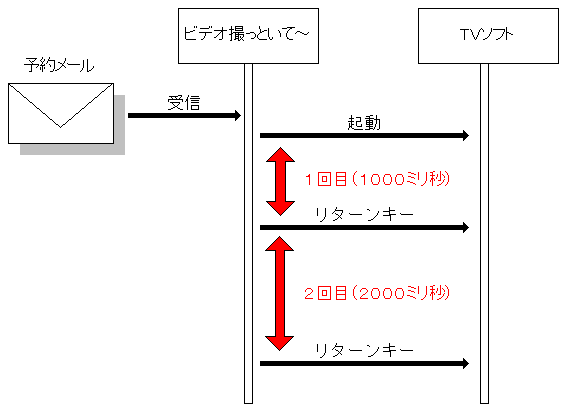 ビデオ撮っといて～
TVソフト
予約メール
受信
起動
1回目（1000ミリ秒）
リターンキー
2回目（2000ミリ秒）
リターンキー